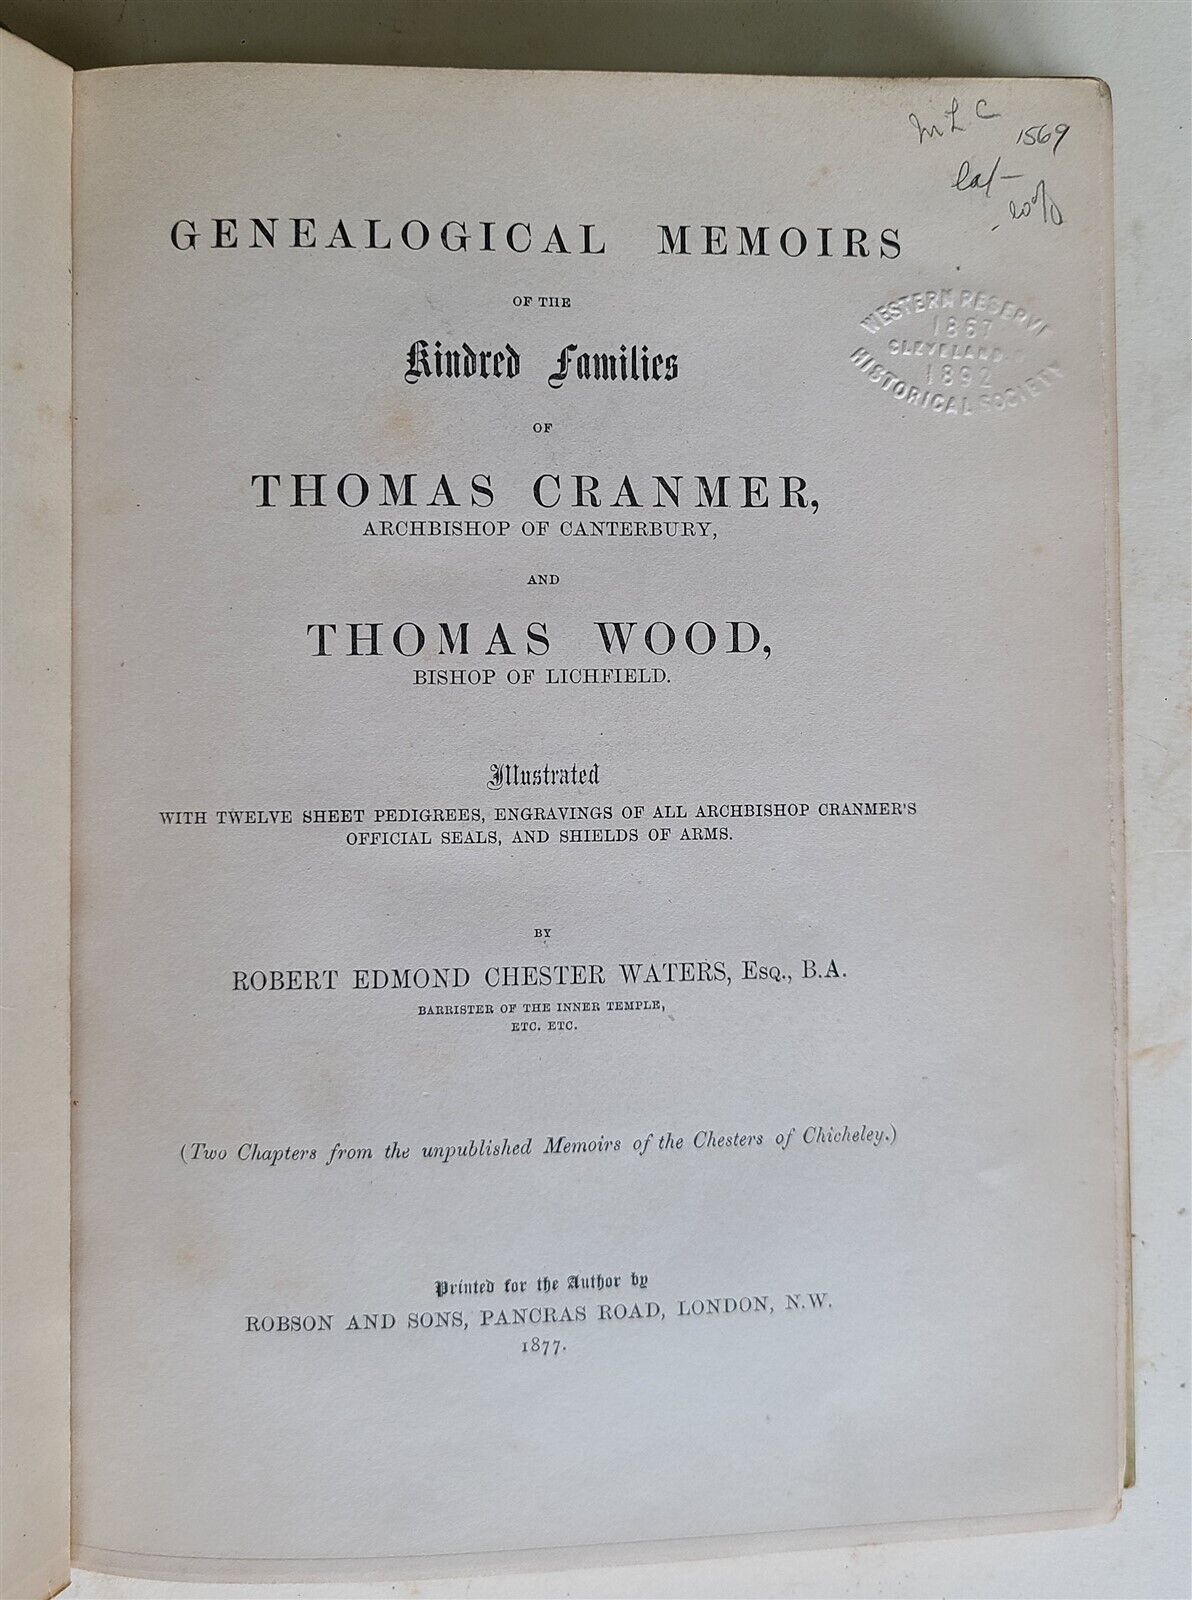 M L C
1569
GENEALOGICAL MEMOIRS
OF THE
Kindred Families
OF
THOMAS CRANMER,
ARCHBISHOP OF CANTERBURY,
AND
THOMAS WOOD,
BISHOP OF LICHFIELD.
WESTERN RESERVE
1867
CLEVELAND
1892
HISTORICAL SOCIETY
Illustrated
WITH TWELVE SHEET PEDIGREES, ENGRAVINGS OF ALL ARCHBISHOP CRANMER'S
OFFICIAL SEALS, AND SHIELDS OF ARMS.
BY
ROBERT EDMOND CHESTER WATERS, ESQ., B.A.
BARRISTER OF THE INNER TEMPLE,
ETC. ETC.
(Two Chapters from the unpublished Memoirs of the Chesters of Chicheley.)
Printed for the Author by
ROBSON AND SONS, PANCRAS ROAD, LONDON, N.W.
1877.